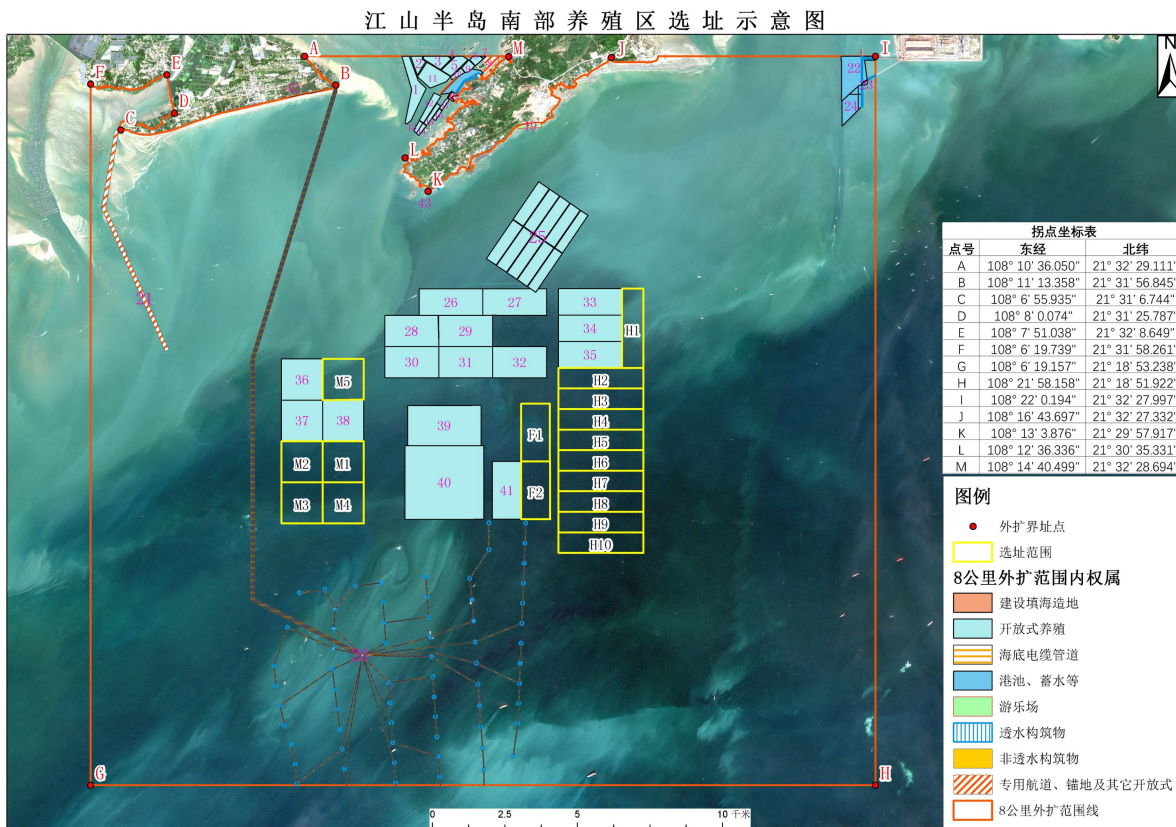 江山半岛南部养殖区选址示意图
N
A
M
J
I
F
E
B
D
C
L
K
43
1
11
22
23
24
21
25
26
27
33
28
29
34
H1
30
31
32
35
36
M5
H2
H3
37
38
39
F1
H4
H5
M2
M1
40
41
F2
H6
H7
M3
M4
H8
H9
H10
G
H
拐点坐标表
点号 东经 北纬
A 108° 10' 36.050" 21° 32' 29.111"
B 108° 11' 13.358" 21° 31' 56.845"
C 108° 6' 55.935" 21° 31' 6.744"
D 108° 8' 0.074" 21° 31' 25.787"
E 108° 7' 51.038" 21° 32' 8.649"
F 108° 6' 19.739" 21° 31' 58.261"
G 108° 6' 19.157" 21° 18' 53.238"
H 108° 21' 58.158" 21° 18' 51.922"
I 108° 22' 0.194" 21° 32' 27.997"
J 108° 16' 43.697" 21° 32' 27.332"
K 108° 13' 3.876" 21° 29' 57.917"
L 108° 12' 36.336" 21° 30' 35.331"
M 108° 14' 40.499" 21° 32' 28.694"
图例
外扩界址点
选址范围
8公里外扩范围内权属
建设填海造地
开放式养殖
海底电缆管道
港池、蓄水等
游乐场
透水构筑物
非透水构筑物
专用航道、锚地及其它开放式
8公里外扩范围线
0 2.5 5 10 千米